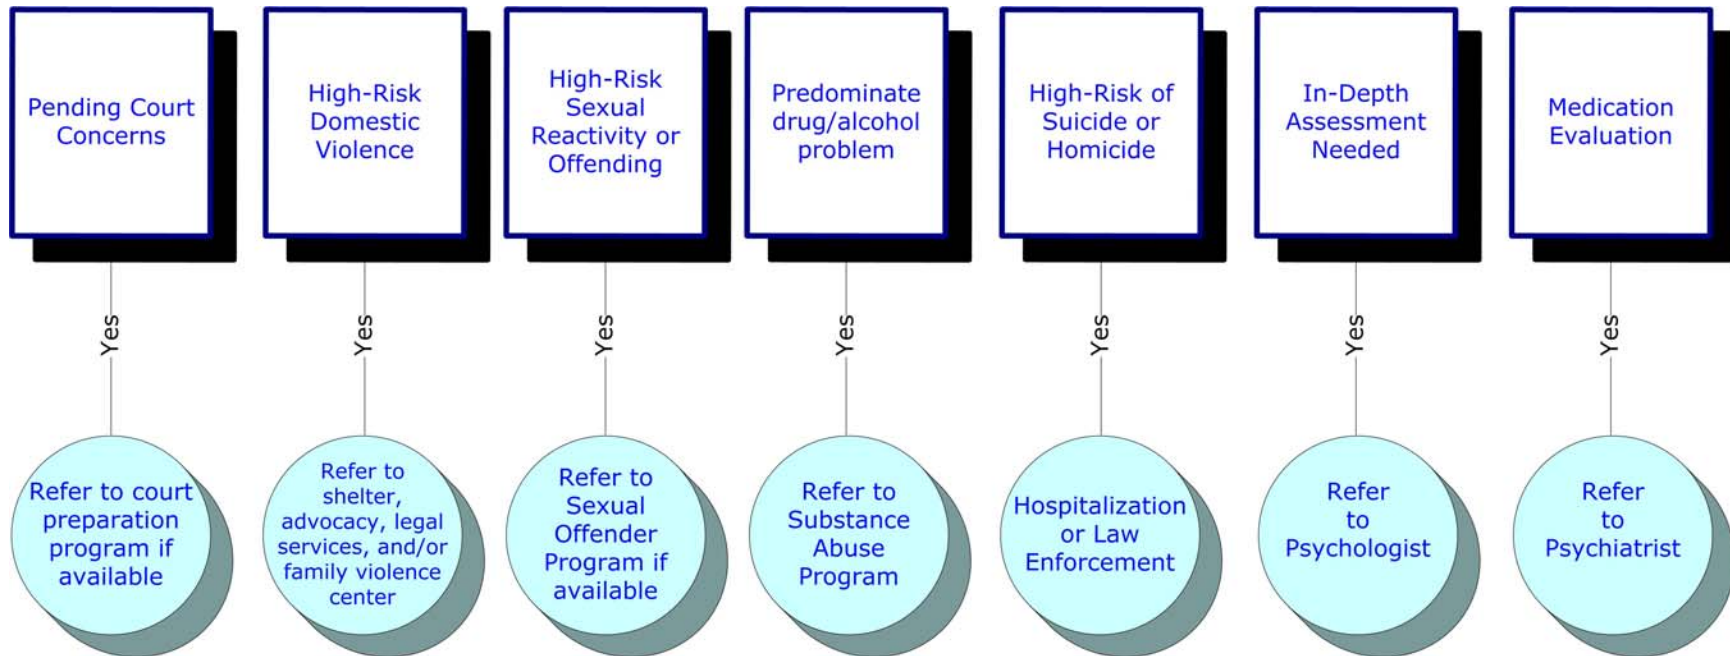 Pending Court
Concerns
High-Risk
Domestic
Violence
High-Risk
Sexual
Reactivity or
Offending
Predominate
drug/alcohol
problem
High-Risk of
Suicide or
Homicide
In-Depth
Assessment
Needed
Medication
Evaluation
Yes
Yes
Yes
Yes
Yes
Yes
Yes
Refer to court
preparation
program if
available
Refer to
shelter,
advocacy, legal
services, and/or
family violence
center
Refer to
Sexual
Offender
Program if
available
Refer to
Substance
Abuse
Program
Hospitalization
or Law
Enforcement
Refer
to
Psychologist
Refer
to
Psychiatrist